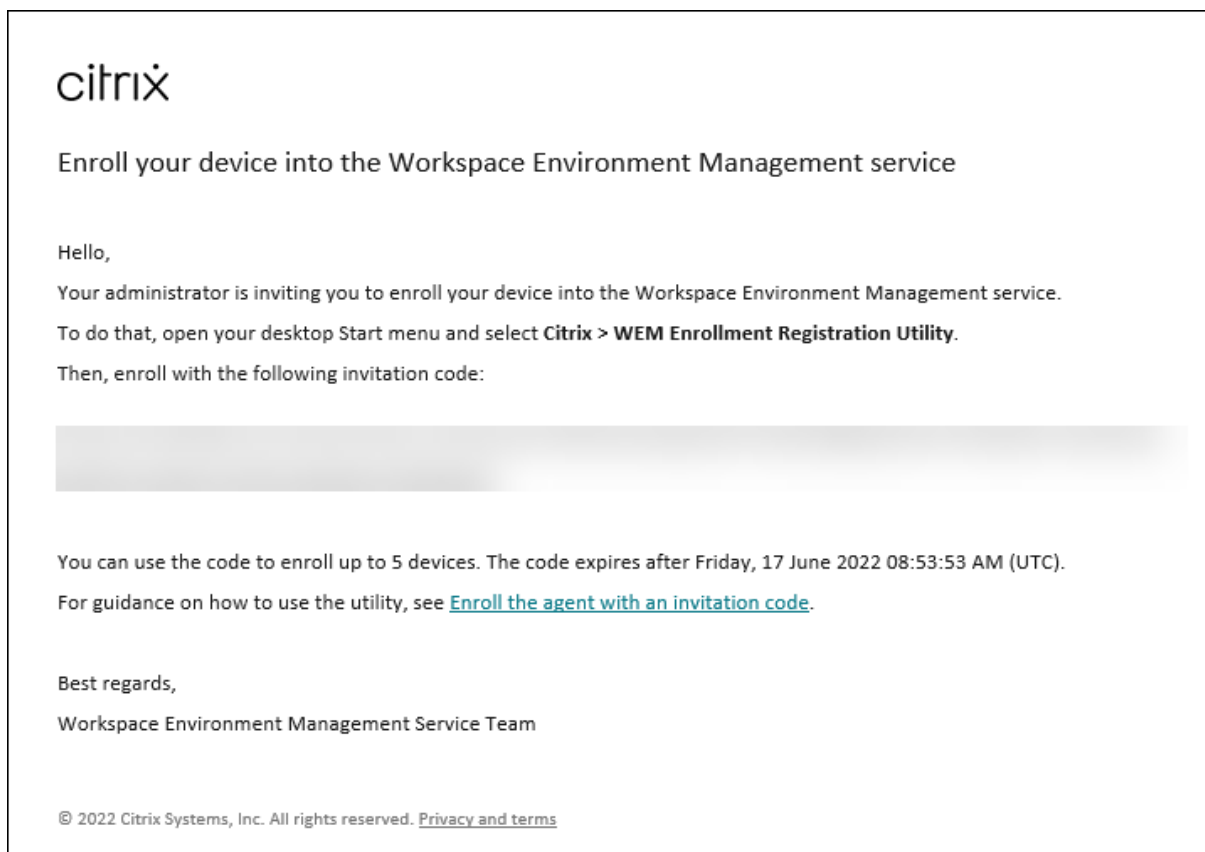 citrix
Enroll your device into the Workspace Environment Management service
Hello,
Your administrator is inviting you to enroll your device into the Workspace Environment Management service.
To do that, open your desktop Start menu and select Citrix > WEM Enrollment Registration Utility.
Then, enroll with the following invitation code:
You can use the code to enroll up to 5 devices. The code expires after Friday, 17 June 2022 08:53:53 AM (UTC).
For guidance on how to use the utility, see Enroll the agent with an invitation code.
Best regards,
Workspace Environment Management Service Team
© 2022 Citrix Systems, Inc. All rights reserved. Privacy and terms